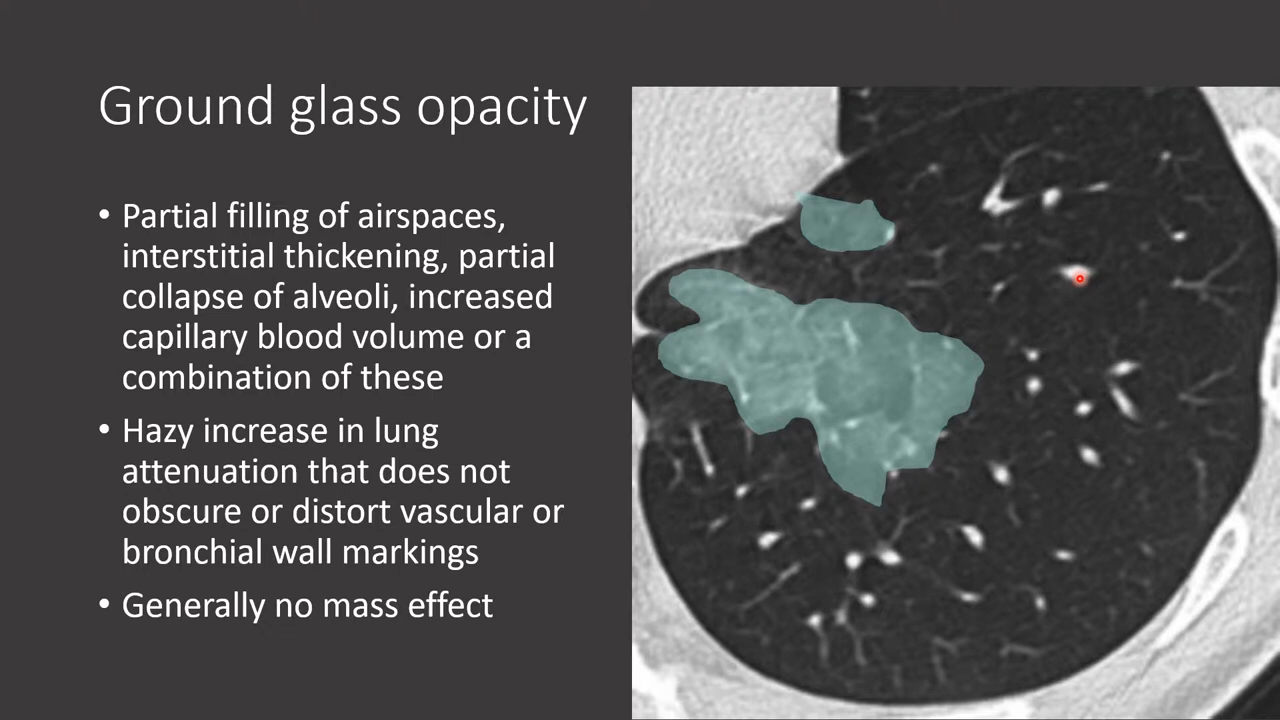 Ground glass opacity
• Partial filling of airspaces,
interstitial thickening, partial
collapse of alveoli, increased
capillary blood volume or a
combination of these
• Hazy increase in lung
attenuation that does not
obscure or distort vascular or
bronchial wall markings
• Generally no mass effect